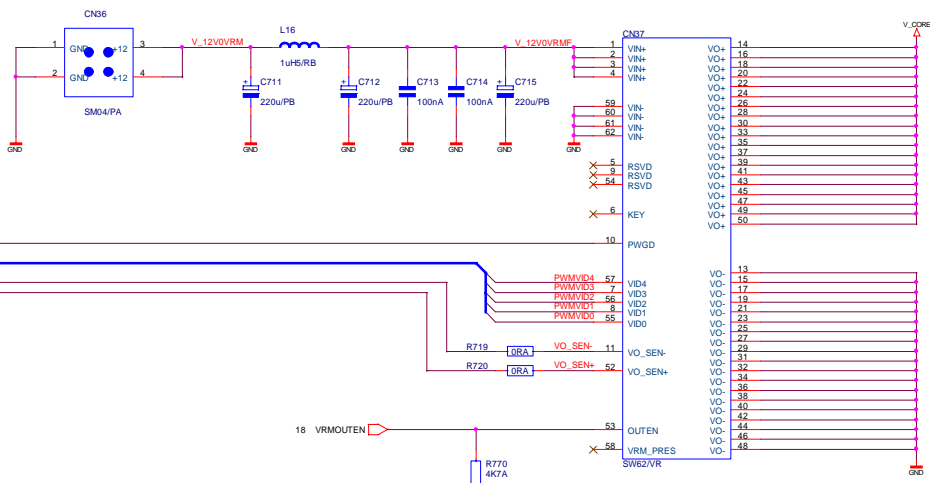 CN36
1 GND +12 3
2 GND +12 4
SM04/PA
V_12V0VRM
L16
1uH5/RB
V_12V0VRMF
+ C711
220u/PB
+ C712
220u/PB
C713
100nA
C714
100nA
+ C715
220u/PB
GND
GND
GND
GND
GND
GND
GND
CN37
V_CORE
1 VIN+ VO+ 14
2 VIN+ VO+ 16
3 VIN+ VO+ 18
4 VIN+ VO+ 20
VO+ 22
VO+ 24
59 VIN- VO+ 26
60 VIN- VO+ 28
61 VIN- VO+ 30
62 VIN- VO+ 33
VO+ 35
VO+ 37
5 RSVD VO+ 39
9 RSVD VO+ 41
54 RSVD VO+ 43
VO+ 45
VO+ 47
6 KEY VO+ 49
VO+ 50
10 PWGD
VO- 13
PWMVID4 57 VID4 VO- 15
PWMVID3 7 VID3 VO- 17
PWMVID2 56 VID2 VO- 19
PWMVID1 8 VID1 VO- 21
PWMVID0 55 VID0 VO- 23
VO- 25
VO- 27
R719 0RA VO_SEN- 11 VO_SEN- VO- 29
VO- 31
R720 0RA VO_SEN+ 52 VO_SEN+ VO- 32
VO- 34
VO- 36
VO- 38
VO- 40
VO- 42
18 VRMOUTEN 53 OUTEN VO- 44
VO- 46
58 VRM_PRES VO- 48
SW62/VR
R770
4K7A
GND